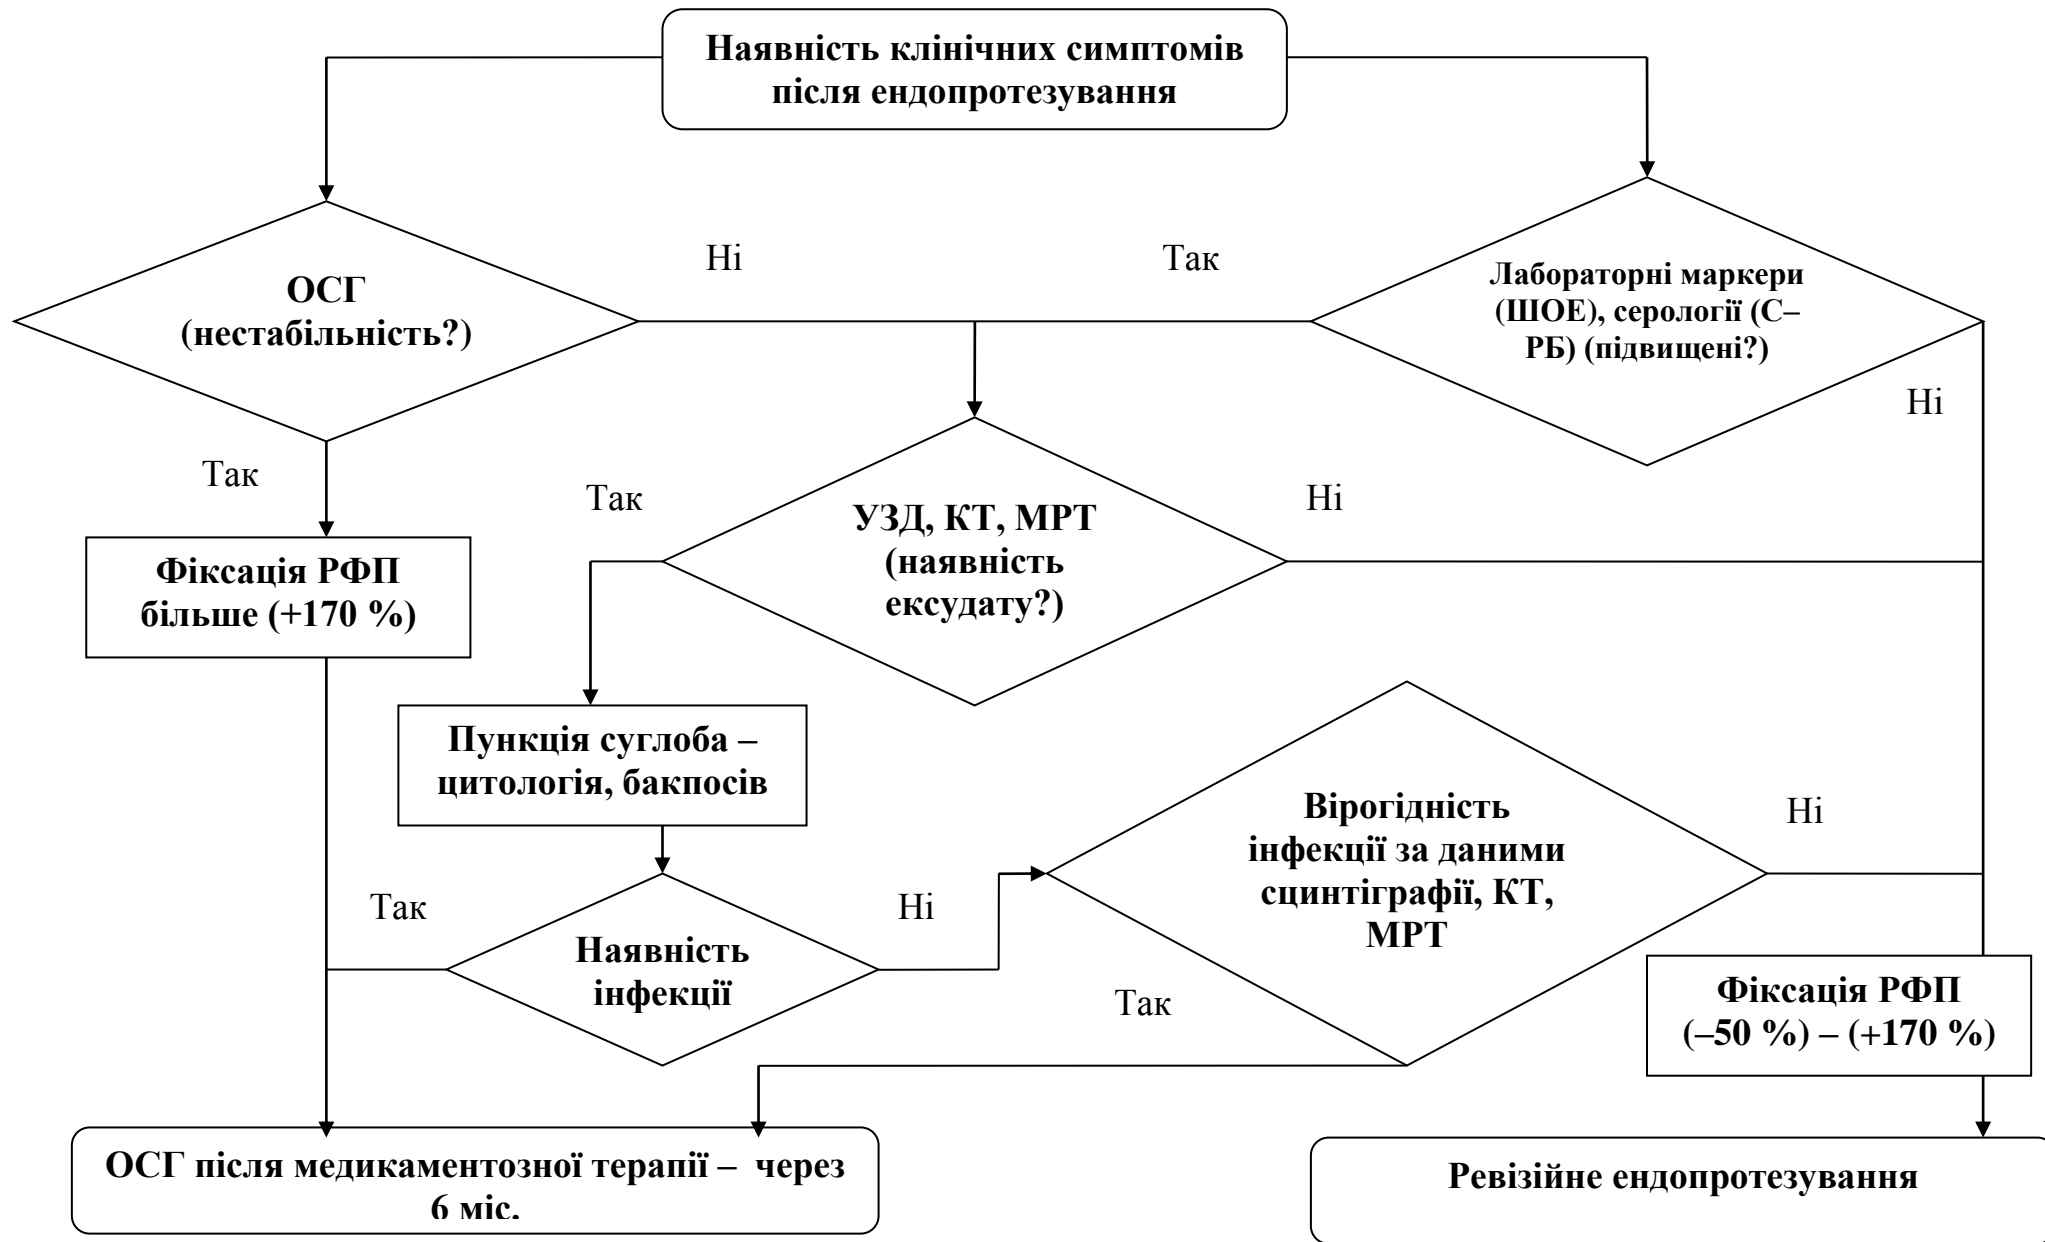 Наявність клінічних симптомів
після ендопротезування
Ні
Так
ОСГ
(нестабільність?)
Лабораторні маркери
(ШОЕ), серології (С–
РБ) (підвищені?)
Ні
Так
Так
Ні
УЗД, КТ, МРТ
(наявність
ексудату?)
Фіксація РФП
більше (+170 %)
Пункція суглоба –
цитологія, бакпосів
Вірогідність
інфекції за даними
сцинтіграфії, КТ,
МРТ
Ні
Так
Ні
Наявність
інфекції
Так
Фіксація РФП
(–50 %) – (+170 %)
ОСГ після медикаментозної терапії – через
6 міс.
Ревізійне ендопротезування